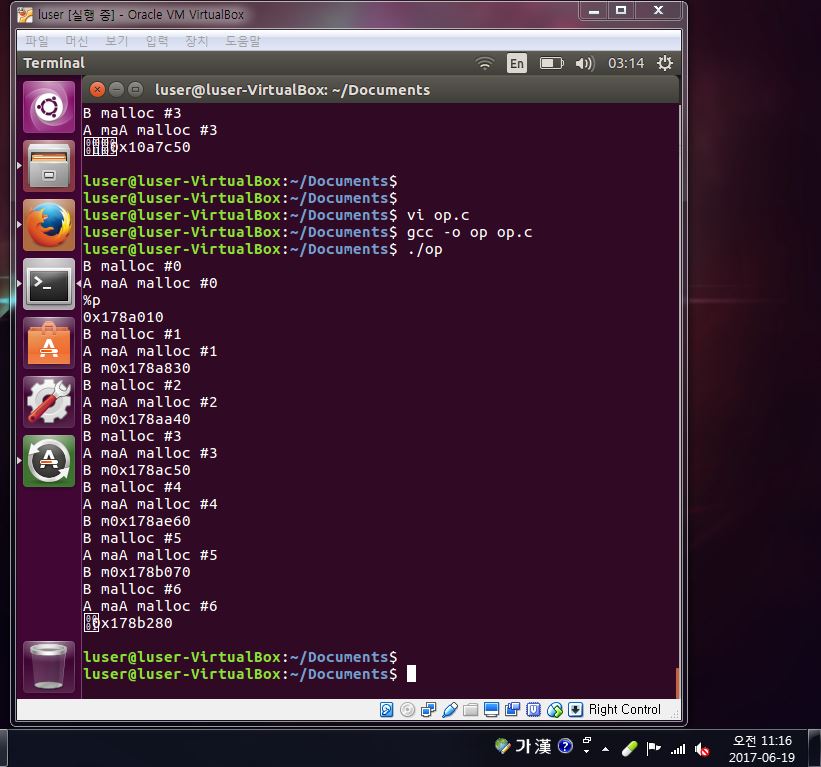 luser [실행 중] - Oracle VM VirtualBox
파일 머신 보기 입력 장치 도움말
Terminal En 03:14
luser@luser-VirtualBox: ~/Documents
B malloc #3
A maA malloc #3
0x10a7c50
luser@luser-VirtualBox:~/Documents$
luser@luser-VirtualBox:~/Documents$
luser@luser-VirtualBox:~/Documents$ vi op.c
luser@luser-VirtualBox:~/Documents$ gcc -o op op.c
luser@luser-VirtualBox:~/Documents$ ./op
B malloc #0
A maA malloc #0
%p
0x178a010
B malloc #1
A maA malloc #1
B m0x178a830
B malloc #2
A maA malloc #2
B m0x178aa40
B malloc #3
A maA malloc #3
B m0x178ac50
B malloc #4
A maA malloc #4
B m0x178ae60
B malloc #5
A maA malloc #5
B m0x178b070
B malloc #6
A maA malloc #6
0x178b280
luser@luser-VirtualBox:~/Documents$
luser@luser-VirtualBox:~/Documents$
Right Control
가 漢 오전 11:16
2017-06-19